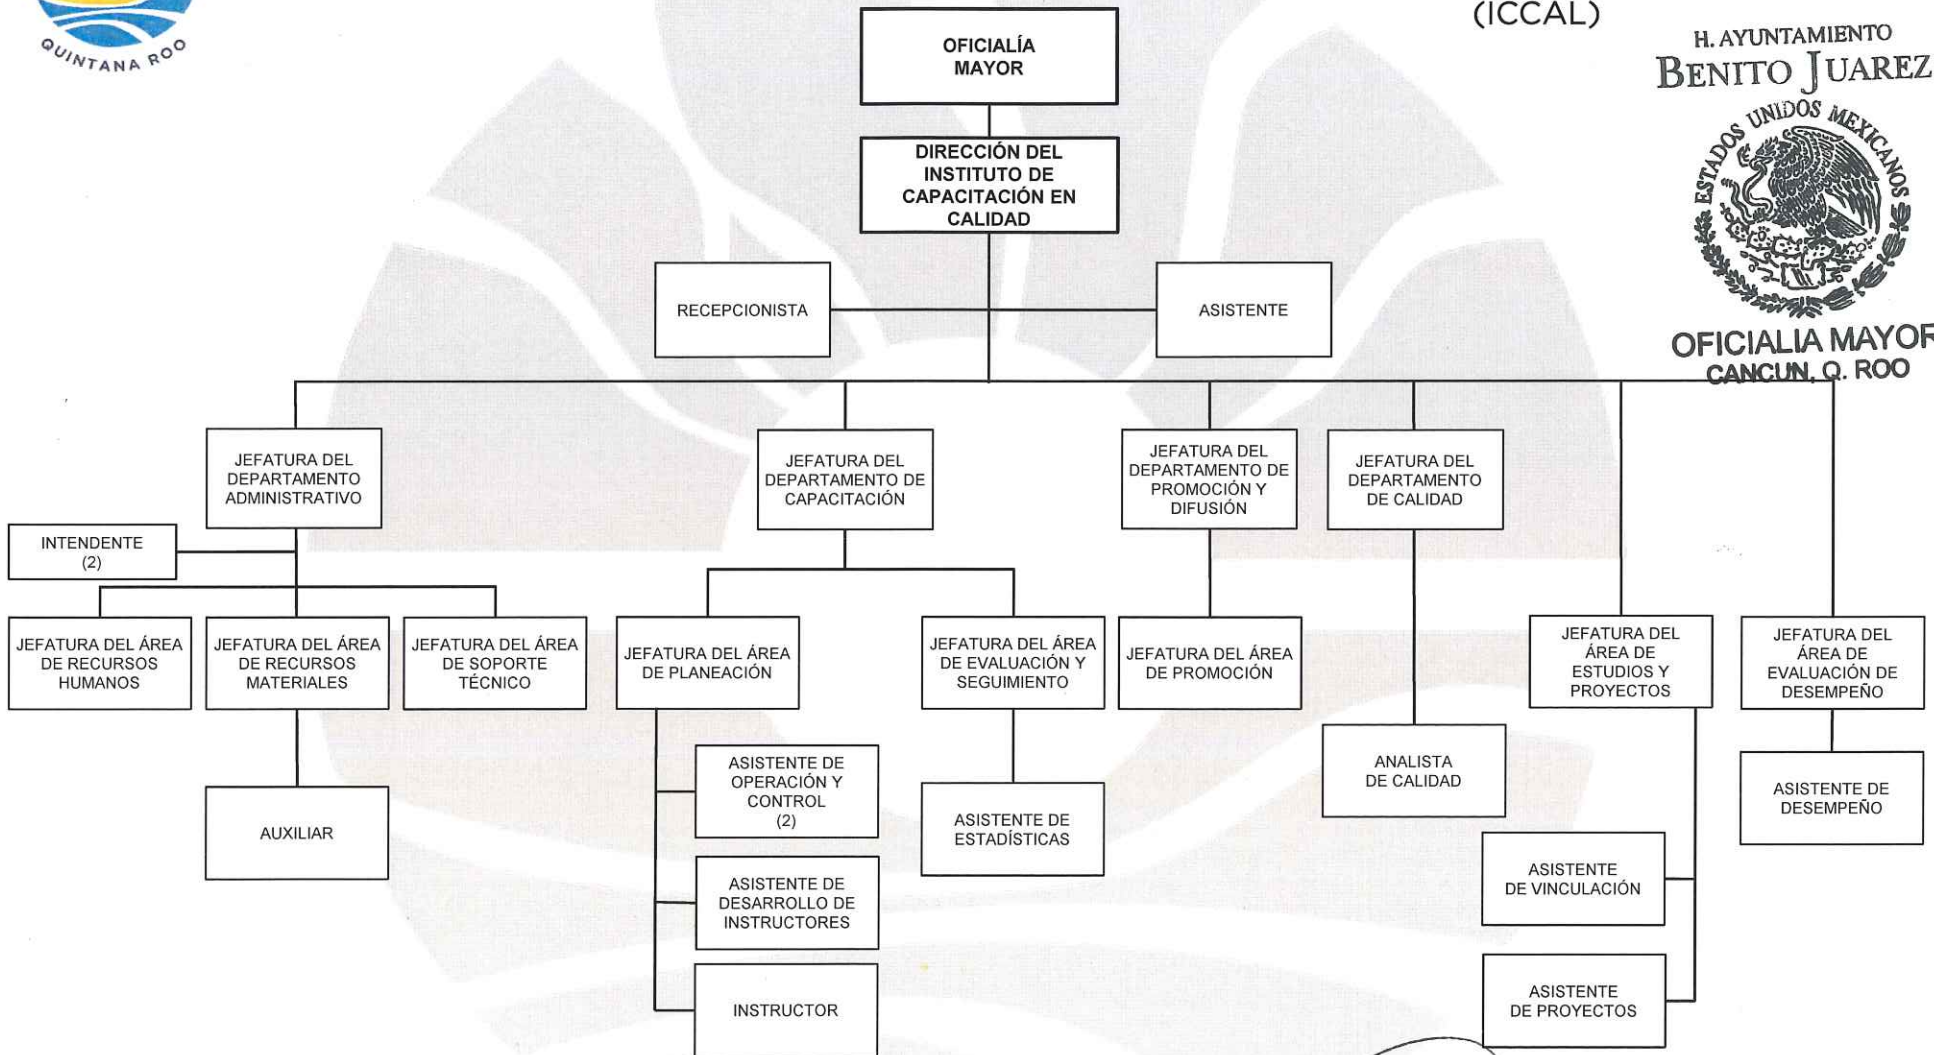 QUINTANA ROO
(ICCAL)
H. AYUNTAMIENTO
BENITO JUAREZ
ESTADOS UNIDOS MEXICANOS
OFICIALIA MAYOR
CANCUN, Q. ROO
OFICIALÍA
MAYOR
DIRECCIÓN DEL
INSTITUTO DE
CAPACITACIÓN EN
CALIDAD
RECEPCIONISTA
ASISTENTE
JEFATURA DEL
DEPARTAMENTO
ADMINISTRATIVO
JEFATURA DEL
DEPARTAMENTO DE
CAPACITACIÓN
JEFATURA DEL
DEPARTAMENTO DE
PROMOCIÓN Y
DIFUSIÓN
JEFATURA DEL
DEPARTAMENTO
DE CALIDAD
INTENDENTE
(2)
JEFATURA DEL ÁREA
DE RECURSOS
HUMANOS
JEFATURA DEL ÁREA
DE RECURSOS
MATERIALES
JEFATURA DEL ÁREA
DE SOPORTE
TÉCNICO
JEFATURA DEL ÁREA
DE PLANEACIÓN
JEFATURA DEL ÁREA
DE EVALUACIÓN Y
SEGUIMIENTO
JEFATURA DEL ÁREA
DE PROMOCIÓN
JEFATURA DEL
ÁREA DE
ESTUDIOS Y
PROYECTOS
JEFATURA DEL
ÁREA DE
EVALUACIÓN DE
DESEMPEÑO
AUXILIAR
ASISTENTE DE
OPERACIÓN Y
CONTROL
(2)
ASISTENTE DE
DESARROLLO DE
INSTRUCTORES
INSTRUCTOR
ASISTENTE DE
ESTADÍSTICAS
ANALISTA
DE CALIDAD
ASISTENTE
DE VINCULACIÓN
ASISTENTE
DE PROYECTOS
ASISTENTE DE
DESEMPEÑO